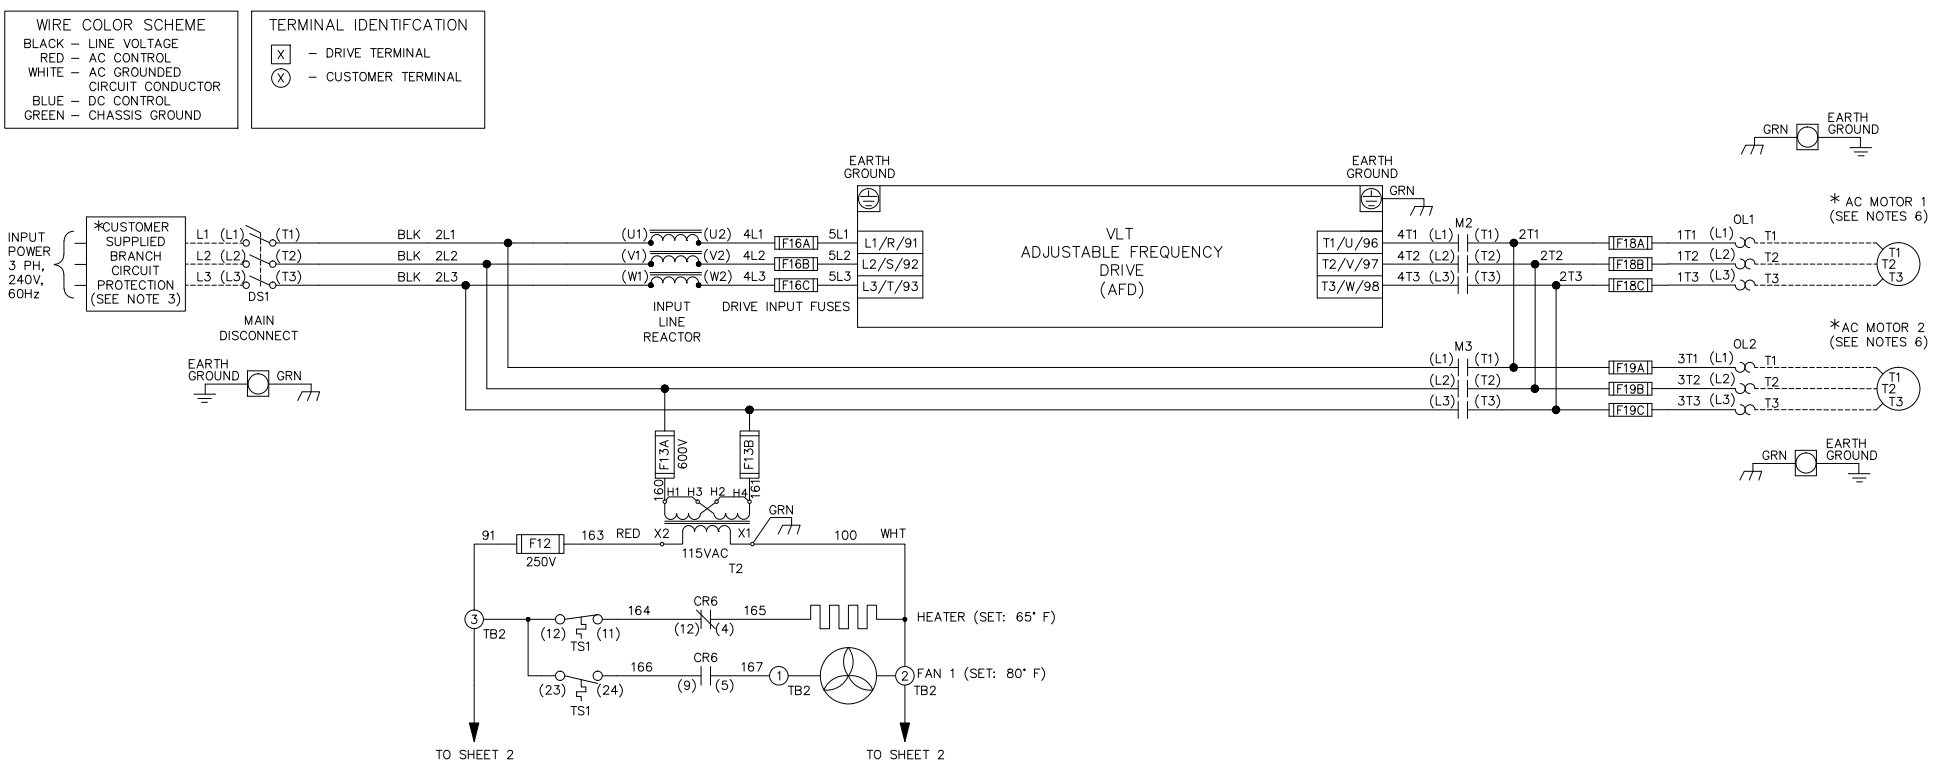 WIRE COLOR SCHEME
BLACK – LINE VOLTAGE
RED – AC CONTROL
WHITE – AC GROUNDED
CIRCUIT CONDUCTOR
BLUE – DC CONTROL
GREEN – CHASSIS GROUND
TERMINAL IDENTIFCATION
X – DRIVE TERMINAL
X – CUSTOMER TERMINAL
GRN
EARTH
GROUND
EARTH
GROUND
EARTH
GROUND
GRN
INPUT
POWER
3 PH,
240V,
60Hz
*CUSTOMER
SUPPLIED
BRANCH
CIRCUIT
PROTECTION
(SEE NOTE 3)
L1 (L1) (T1) BLK 2L1 (U1) (U2) 4L1 F16A 5L1 L1/R/91
L2 (L2) (T2) BLK 2L2 (V1) (V2) 4L2 F16B 5L2 L2/S/92
L3 (L3) (T3) BLK 2L3 (W1) (W2) 4L3 F16C 5L3 L3/T/93
DS1
MAIN
DISCONNECT
INPUT
LINE
REACTOR
DRIVE INPUT FUSES
VLT
ADJUSTABLE FREQUENCY
DRIVE
(AFD)
M2
OL1
* AC MOTOR 1
(SEE NOTES 6)
T1/U/96 4T1 (L1) (T1) 2T1 F18A 1T1 (L1) T1 T1
T2/V/97 4T2 (L2) (T2) 2T2 F18B 1T2 (L2) T2 T2
T3/W/98 4T3 (L3) (T3) 2T3 F18C 1T3 (L3) T3 T3
EARTH
GROUND
GRN
M3
OL2
* AC MOTOR 2
(SEE NOTES 6)
(L1) (T1) F19A 3T1 (L1) T1 T1
(L2) (T2) F19B 3T2 (L2) T2 T2
(L3) (T3) F19C 3T3 (L3) T3 T3
GRN
EARTH
GROUND
F13A
600V
F13B
160
H1 H3 H2 H4
161
GRN
91 F12 163 RED X2 X1 100 WHT
250V
115VAC
T2
3
TB2
164 CR6 165
HEATER (SET: 65° F)
(12) (11) (12) (4)
TS1
166 CR6 167
1
TB2
2
TB2
FAN 1 (SET: 80° F)
(23) (24) (9) (5)
TS1
TO SHEET 2
TO SHEET 2